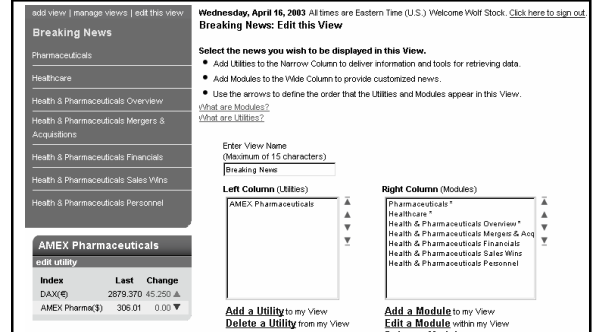 add view | manage views | edit this view
Breaking News
Pharmaceuticals
Healthcare
Health & Pharmaceuticals Overview
Health & Pharmaceuticals Mergers &
Acquisitions
Health & Pharmaceuticals Financials
Health & Pharmaceuticals Sales Wins
Health & Pharmaceuticals Personnel
AMEX Pharmaceuticals
edit utility
Index Last Change
DAX(€) 2879.370 45.250 ▲
AMEX Pharma($) 306.01 0.00 ▼
Wednesday, April 16, 2003 All times are Eastern Time (U.S.) Welcome Wolf Stock. Click here to sign out.
Breaking News: Edit this View
Select the news you wish to be displayed in this View.
• Add Utilities to the Narrow Column to deliver information and tools for retrieving data.
• Add Modules to the Wide Column to provide customized news.
• Use the arrows to define the order that the Utilities and Modules appear in this View.
What are Modules?
What are Utilities?
Enter View Name
(Maximum of 15 characters)
Breaking News
Left Column (Utilities)
AMEX Pharmaceuticals
Add a Utility to my View
Delete a Utility from my View
Right Column (Modules)
Pharmaceuticals *
Healthcare *
Health & Pharmaceuticals Overview *
Health & Pharmaceuticals Mergers & Acq
Health & Pharmaceuticals Financials
Health & Pharmaceuticals Sales Wins
Health & Pharmaceuticals Personnel
Add a Module to my View
Edit a Module within my View